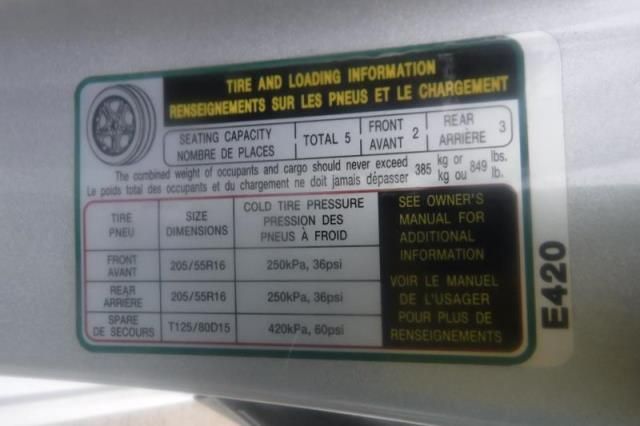 TIRE AND LOADING INFORMATION
RENSEIGNEMENTS SUR LES PNEUS ET LE CHARGEMENT
SEATING CAPACITY
NOMBRE DE PLACES
TOTAL 5
FRONT
AVANT 2
REAR
ARRIÈRE 3
The combined weight of occupants and cargo should never exceed 385 kg or 849 lbs.
Le poids total des occupants et du chargement ne doit jamais dépasser kg ou lb.
TIRE
PNEU
SIZE
DIMENSIONS
COLD TIRE PRESSURE
PRESSION DES
PNEUS À FROID
FRONT
AVANT
205/55R16
250kPa, 36psi
REAR
ARRIÈRE
205/55R16
250kPa, 36psi
SPARE
DE SECOURS
T125/80D15
420kPa, 60psi
SEE OWNER'S
MANUAL FOR
ADDITIONAL
INFORMATION
VOIR LE MANUEL
DE L'USAGER
POUR PLUS DE
RENSEIGNEMENTS
E420